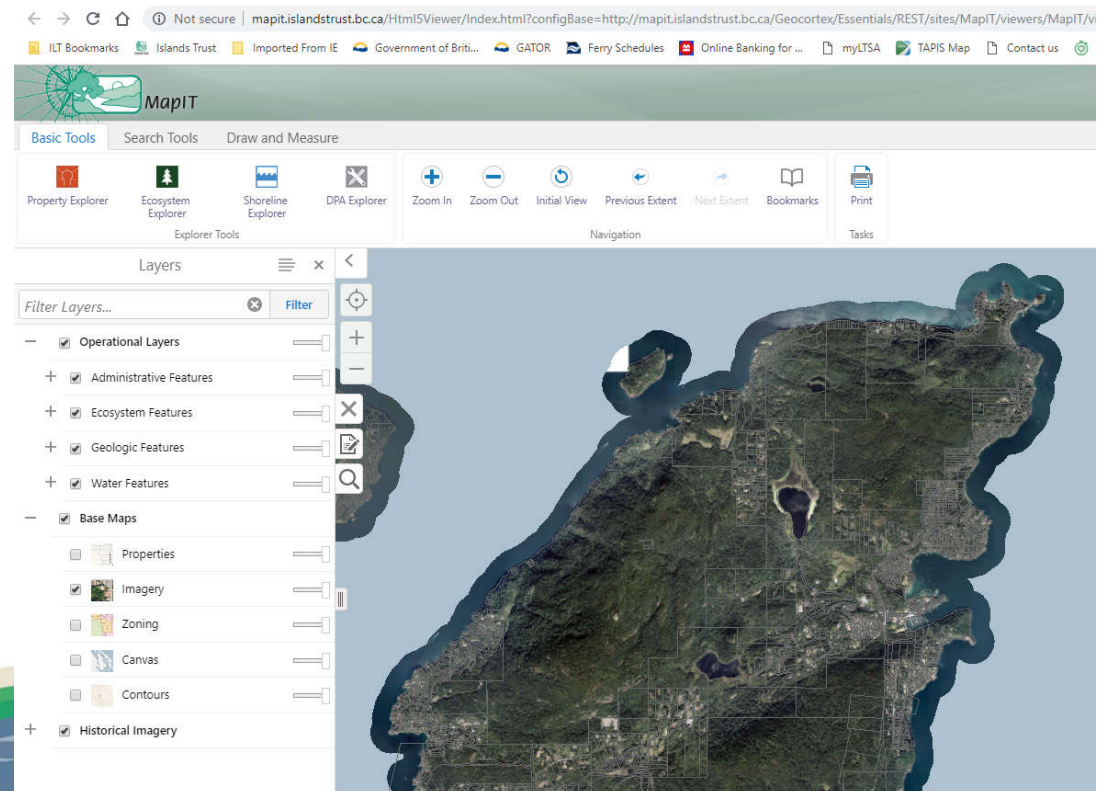 Not secure | mapit.islandstrust.bc.ca/Html5Viewer/Index.html?configBase=http://mapit.islandstrust.bc.ca/Geocortex/Essentials/REST/sites/MapIT/viewers/MapIT/vi
ILT Bookmarks Islands Trust Imported From IE Government of Briti... GATOR Ferry Schedules Online Banking for ... myLTSA TAPIS Map Contact us
MapIT
Basic Tools Search Tools Draw and Measure
Property Explorer Ecosystem Explorer Shoreline Explorer DPA Explorer Zoom In Zoom Out Initial View Previous Extent Next Extent Bookmarks Print
Explorer Tools Navigation Tasks
Layers
Filter Layers... Filter
Operational Layers
Administrative Features
Ecosystem Features
Geologic Features
Water Features
Base Maps
Properties
Imagery
Zoning
Canvas
Contours
Historical Imagery